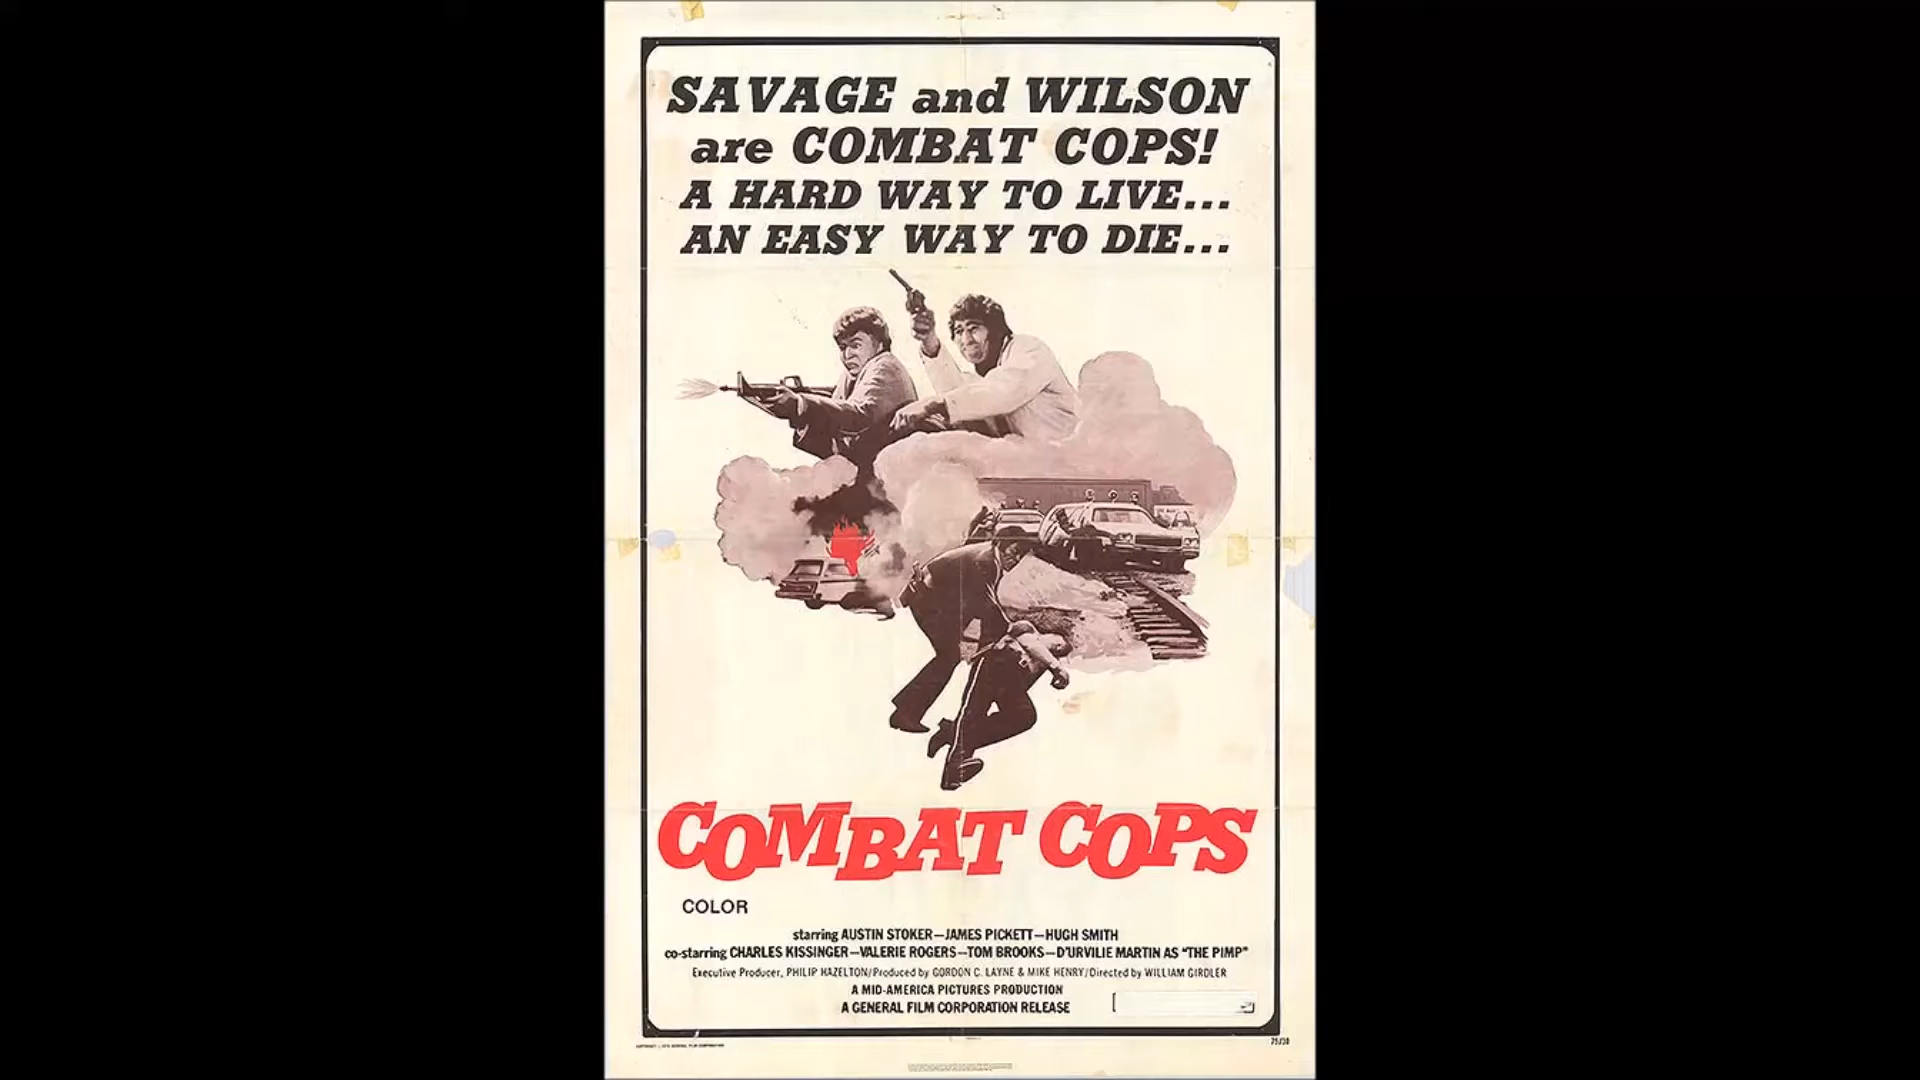 SAVAGE and WILSON
are COMBAT COPS!
A HARD WAY TO LIVE...
AN EASY WAY TO DIE...
COMBAT COPS
COLOR
starring AUSTIN STOKER—JAMES PICKETT—HUGH SMITH
co-starring CHARLES KISSINGER—VALERIE ROGERS—TOM BROOKS—D'URVILIE MARTIN AS "THE PIMP"
Executive Producer, PHILIP HAZELTON/Produced by GORDON C. LAYNE & MIKE HENRY/Directed by WILLIAM GIRDLER
A MID-AMERICA PICTURES PRODUCTION
A GENERAL FILM CORPORATION RELEASE